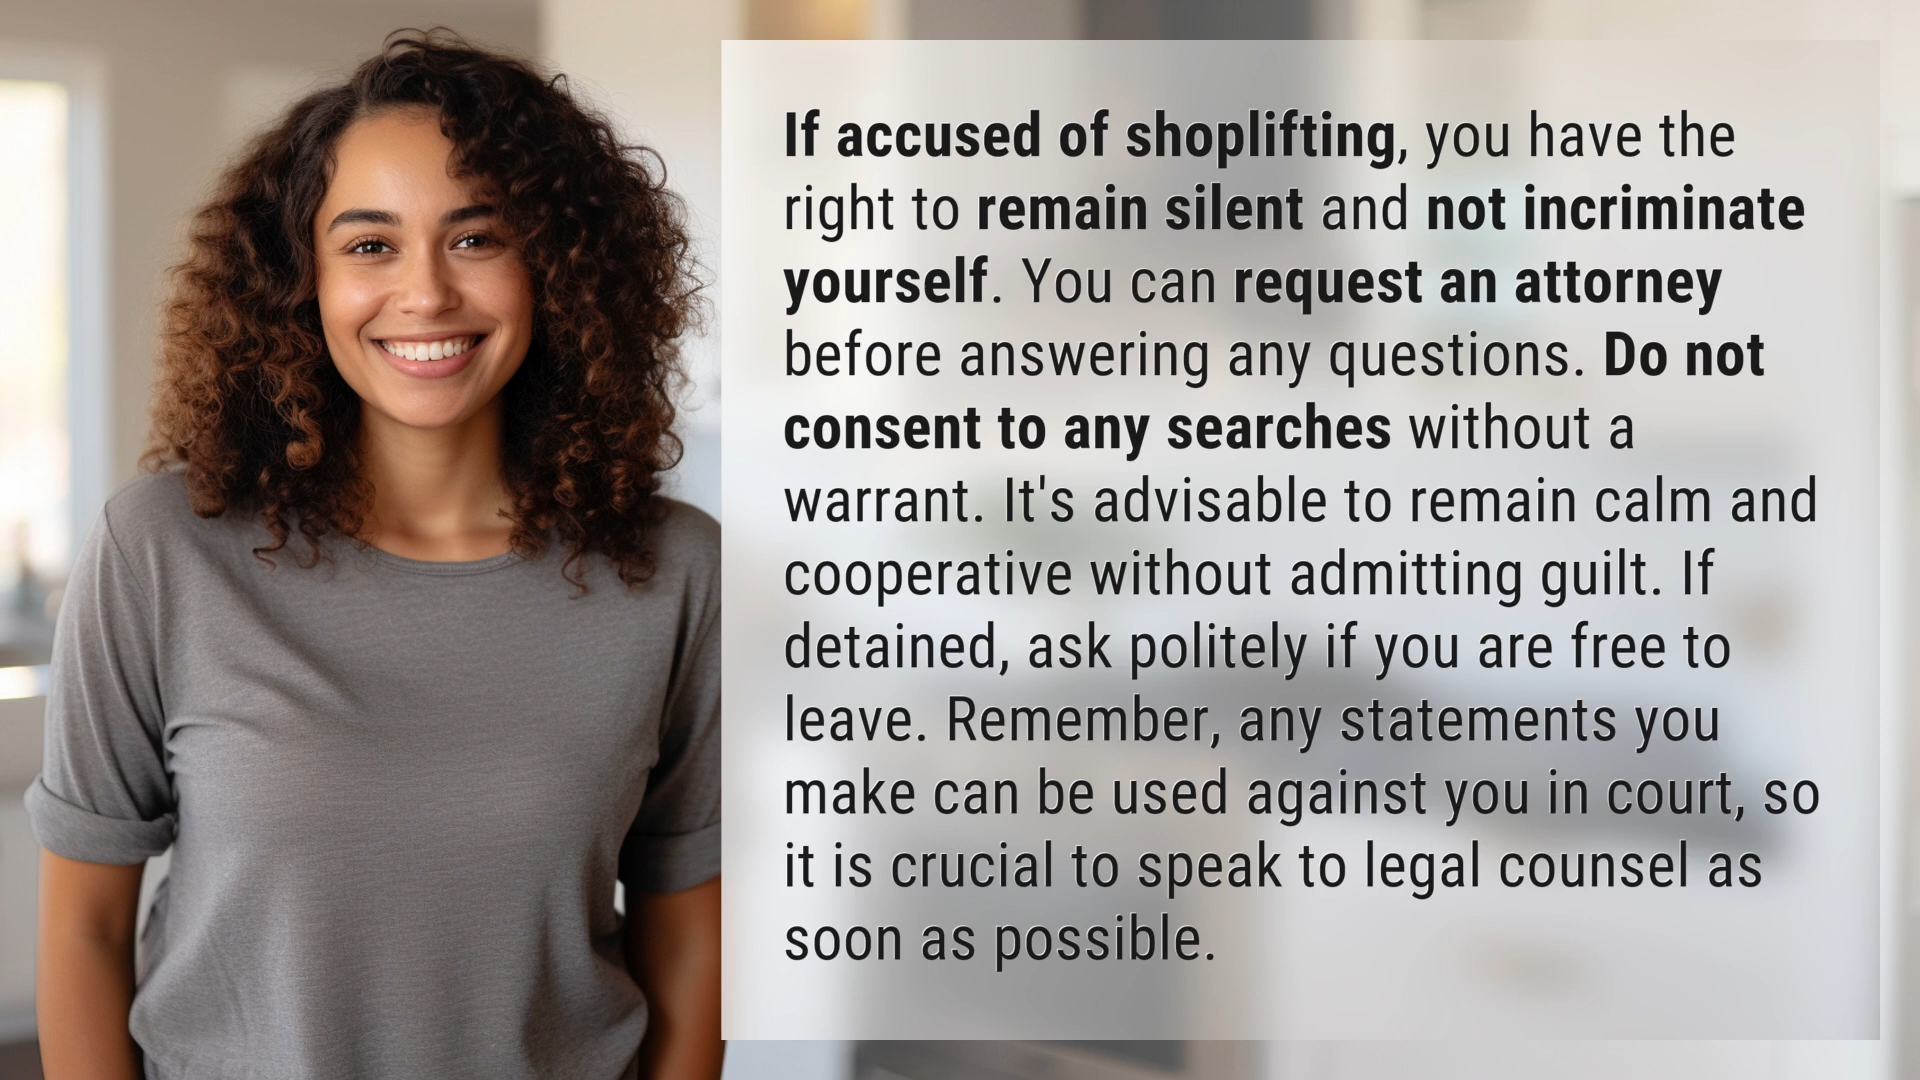 If accused of shoplifting, you have the
right to remain silent and not incriminate
yourself. You can request an attorney
before answering any questions. Do not
consent to any searches without a
warrant. It's advisable to remain calm and
cooperative without admitting guilt. If
detained, ask politely if you are free to
leave. Remember, any statements you
make can be used against you in court, so
it is crucial to speak to legal counsel as
soon as possible.